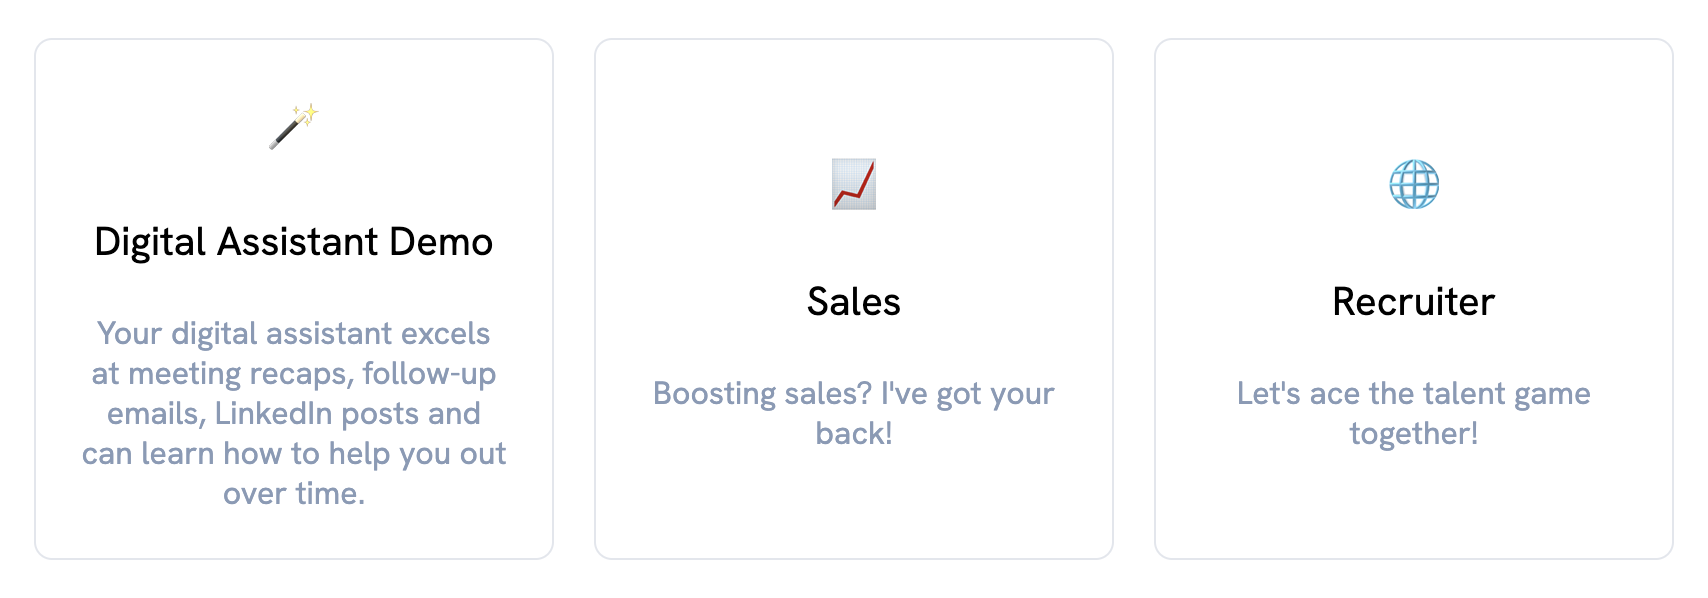 Digital Assistant Demo
Your digital assistant excels
at meeting recaps, follow-up
emails, LinkedIn posts and
can learn how to help you out
over time.
Sales
Boosting sales? I've got your
back!
Recruiter
Let's ace the talent game
together!